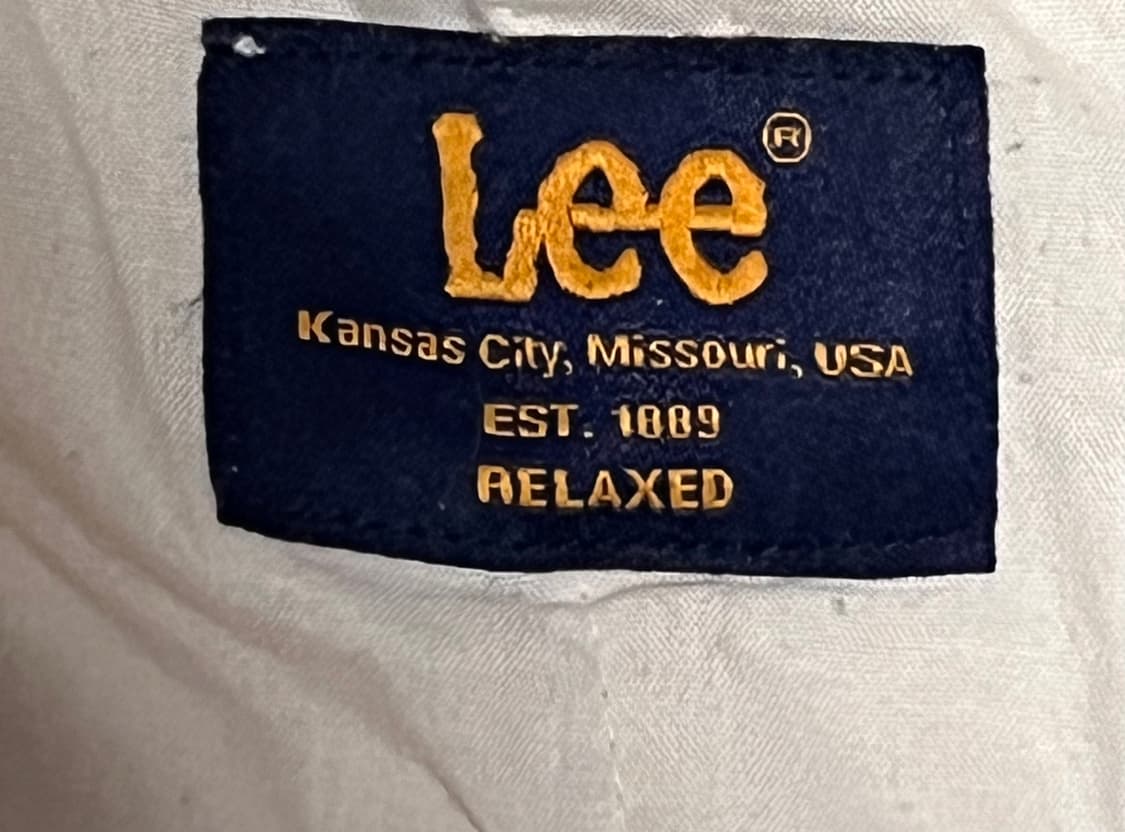 Lee®
Kansas City, Missouri, USA
EST. 1889
RELAXED